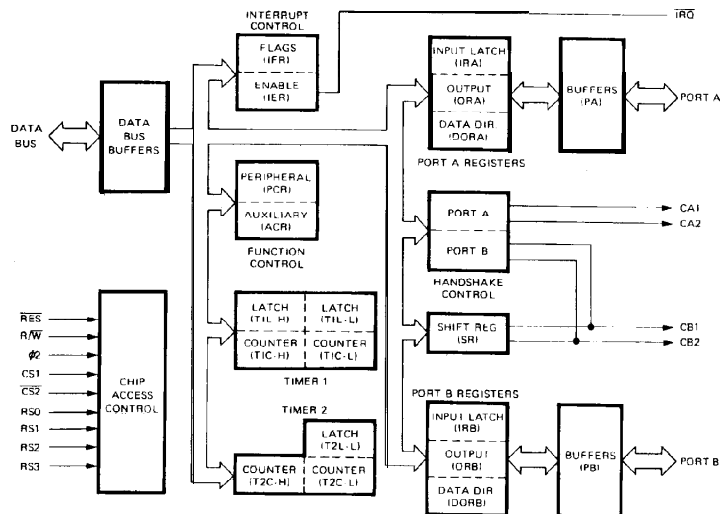 INTERRUPT
CONTROL
FLAGS
(IFR)
ENABLE
(IER)
IRQ
DATA
BUS
DATA
BUS
BUFFERS
INPUT LATCH
(IRA)
OUTPUT
(ORA)
DATA DIR
(DDRA)
PORT A REGISTERS
BUFFERS
(PA)
PORT A
PERIPHERAL
(PCR)
AUXILIARY
(ACR)
FUNCTION
CONTROL
PORT A
PORT B
HANDSHAKE
CONTROL
CA1
CA2
LATCH
(T1L-H)
LATCH
(T1L-L)
COUNTER
(T1C-H)
COUNTER
(T1C-L)
TIMER 1
SHIFT REG
(SR)
CB1
CB2
RES
R/W
ϕ2
CS1
CS2
RS0
RS1
RS2
RS3
CHIP
ACCESS
CONTROL
TIMER 2
LATCH
(T2L-L)
COUNTER
(T2C-H)
COUNTER
(T2C-L)
PORT B REGISTERS
INPUT LATCH
(IRB)
OUTPUT
(ORB)
DATA DIR
(DDRB)
BUFFERS
(PB)
PORT B